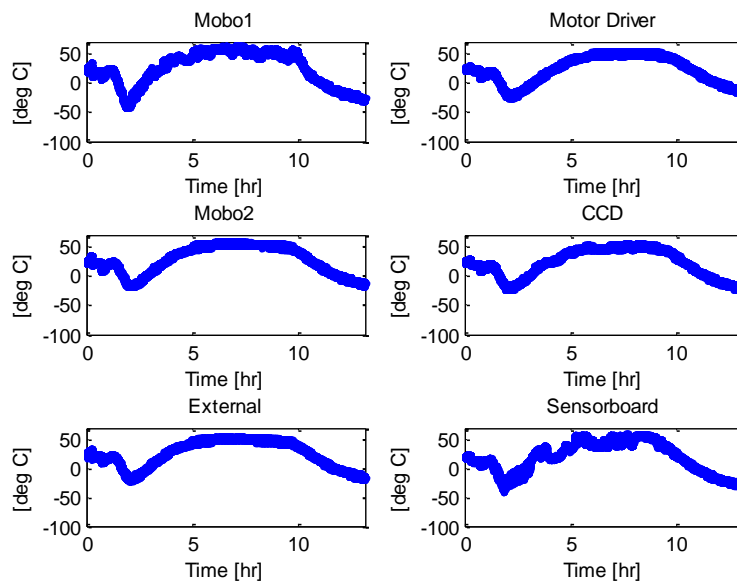 Mobo1
[deg C]
50
0
-50
-100
0 5 10
Time [hr]
Motor Driver
[deg C]
50
0
-50
-100
0 5 10
Time [hr]
Mobo2
[deg C]
50
0
-50
-100
0 5 10
Time [hr]
CCD
[deg C]
50
0
-50
-100
0 5 10
Time [hr]
External
[deg C]
50
0
-50
-100
0 5 10
Time [hr]
Sensorboard
[deg C]
50
0
-50
-100
0 5 10
Time [hr]